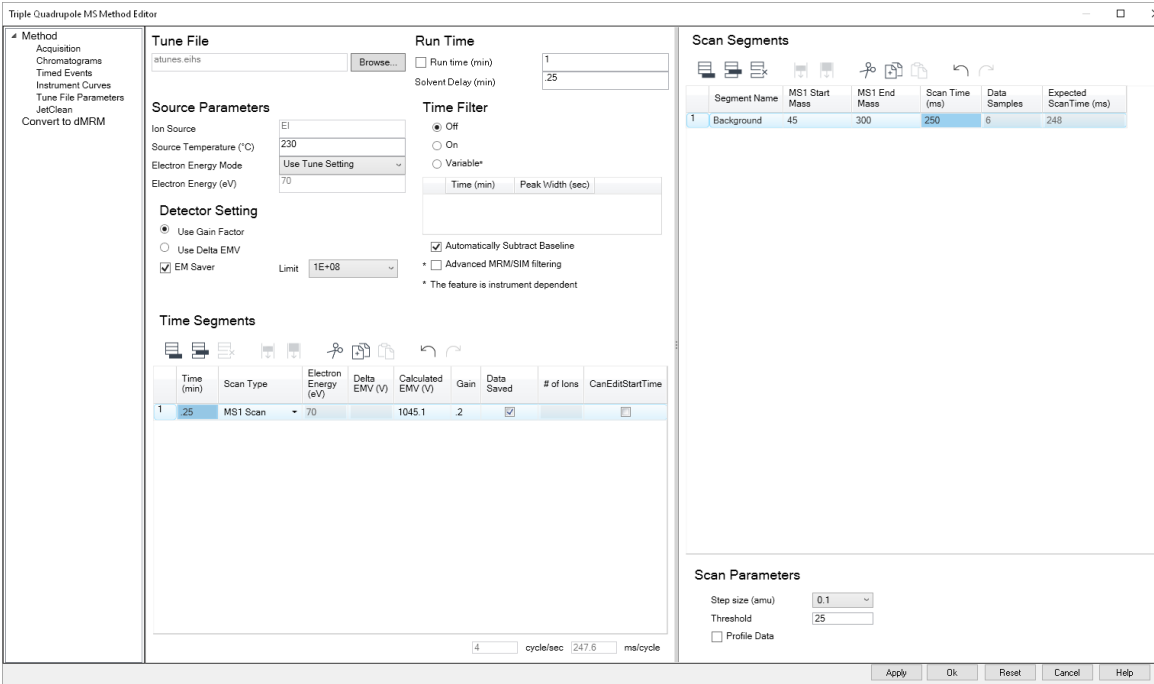 Triple Quadrupole MS Method Editor
Method
Acquisition
Chromatograms
Timed Events
Instrument Curves
Tune File Parameters
JetClean
Convert to dMRM
Tune File
atunes.eihs
Browse...
Run Time
Run time (min)
1
Solvent Delay (min)
.25
Source Parameters
Ion Source
EI
Source Temperature (°C)
230
Electron Energy Mode
Use Tune Setting
Electron Energy (eV)
70
Time Filter
Off
On
Variable*
Time (min) Peak Width (sec)
Detector Setting
Use Gain Factor
Use Delta EMV
EM Saver
Limit
1E+08
Automatically Subtract Baseline
* Advanced MRM/SIM filtering
* The feature is instrument dependent
Time Segments
Time (min)
Scan Type
Electron Energy (eV)
Delta EMV (V)
Calculated EMV (V)
Gain
Data Saved
# of Ions
CanEditStartTime
1 .25 MS1 Scan 70 1045.1 .2
4 cycle/sec 247.6 ms/cycle
Scan Segments
Segment Name
MS1 Start Mass
MS1 End Mass
Scan Time (ms)
Data Samples
Expected ScanTime (ms)
1 Background 45 300 250 6 248
Scan Parameters
Step size (amu)
0.1
Threshold
25
Profile Data
Apply Ok Reset Cancel Help